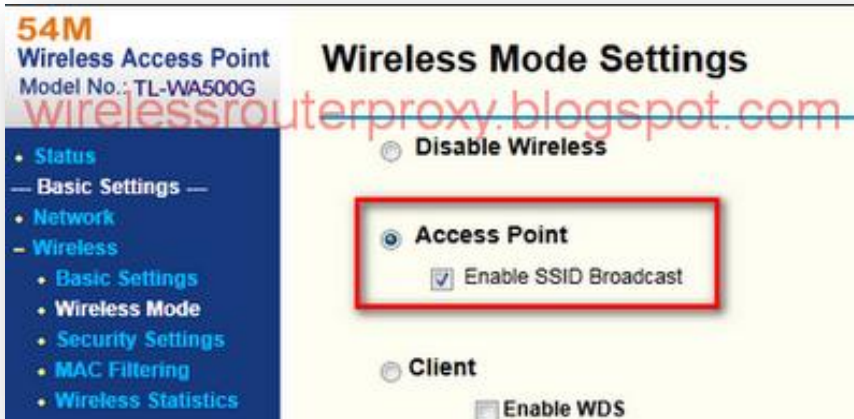 54M
Wireless Access Point
Model No.: TL-WA500G
wirelessrouterproxy.blogspot.com
Status
--- Basic Settings ---
Network
Wireless
Basic Settings
Wireless Mode
Security Settings
MAC Filtering
Wireless Statistics
Wireless Mode Settings
Disable Wireless
Access Point
Enable SSID Broadcast
Client
Enable WDS